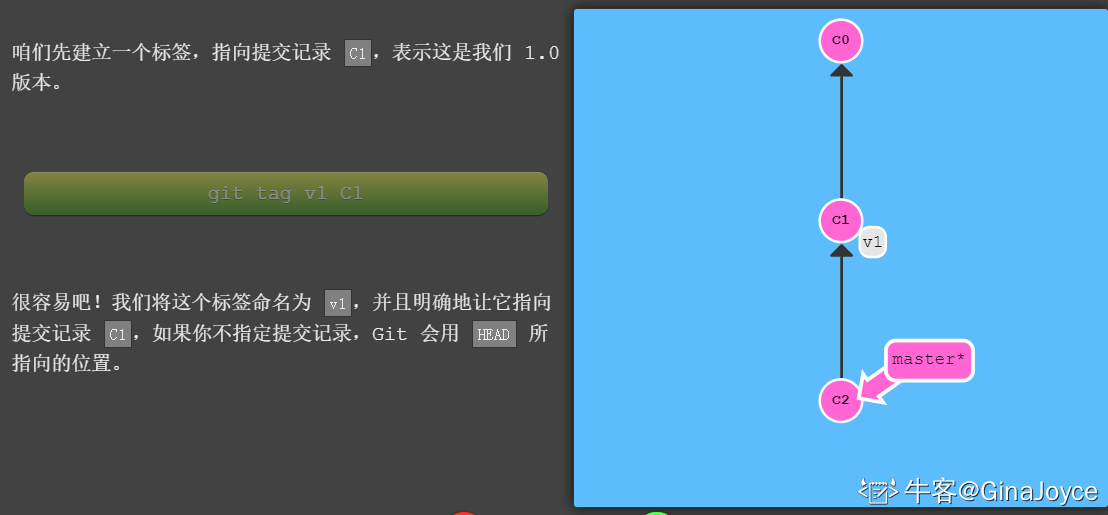 咱们先建立一个标签，指向提交记录 C1，表示这是我们 1.0
版本。
git tag v1 C1
很容易吧！我们将这个标签命名为 v1，并且明确地让它指向
提交记录 C1，如果你不指定提交记录，Git 会用 HEAD 所
指向的位置。
C0
C1
v1
master*
C2
牛客@GinaJoyce